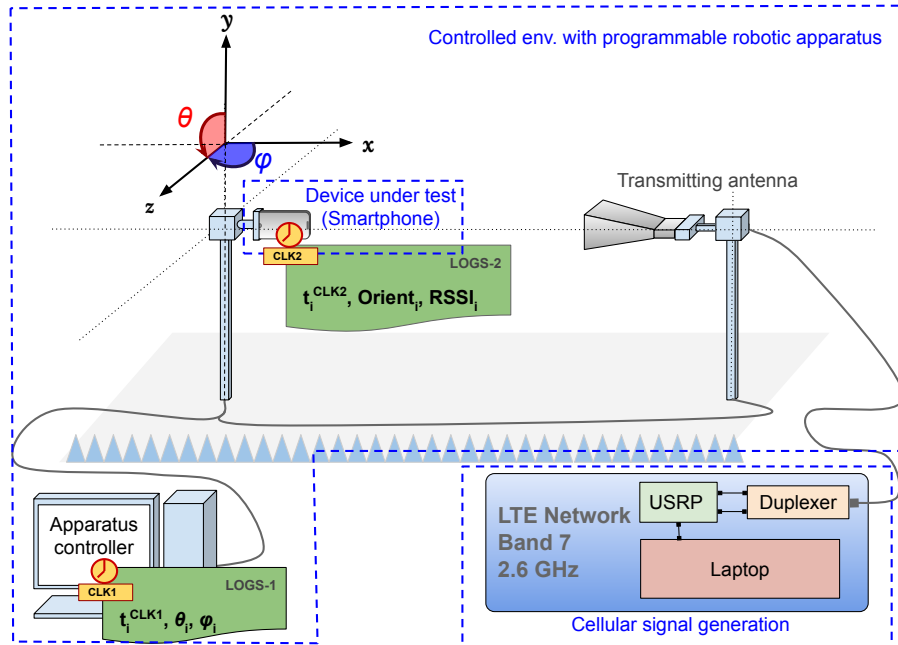 y
Controlled env. with programmable robotic apparatus
θ
x
φ
z
Device under test
(Smartphone)
Transmitting antenna
CLK2
LOGS-2
t_i^CLK2, Orient_i, RSSI_i
Apparatus
controller
CLK1
LOGS-1
t_i^CLK1, θ_i, φ_i
LTE Network
Band 7
2.6 GHz
USRP
Duplexer
Laptop
Cellular signal generation